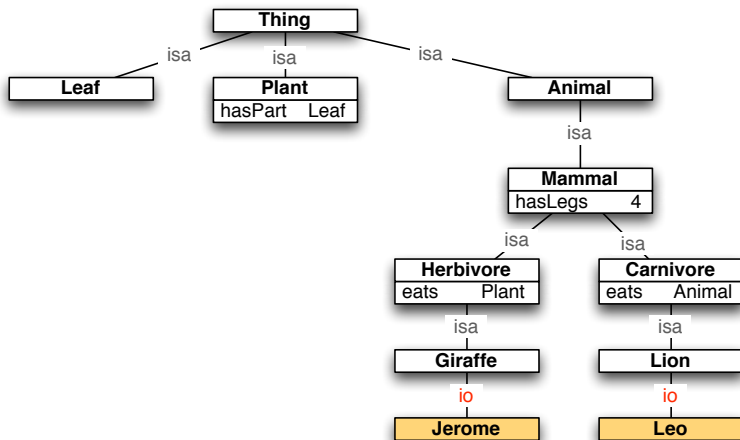 Thing
isa isa isa
Leaf Plant Animal
hasPart Leaf
isa
Mammal
hasLegs 4
isa isa
Herbivore Carnivore
eats Plant eats Animal
isa isa
Giraffe Lion
io io
Jerome Leo